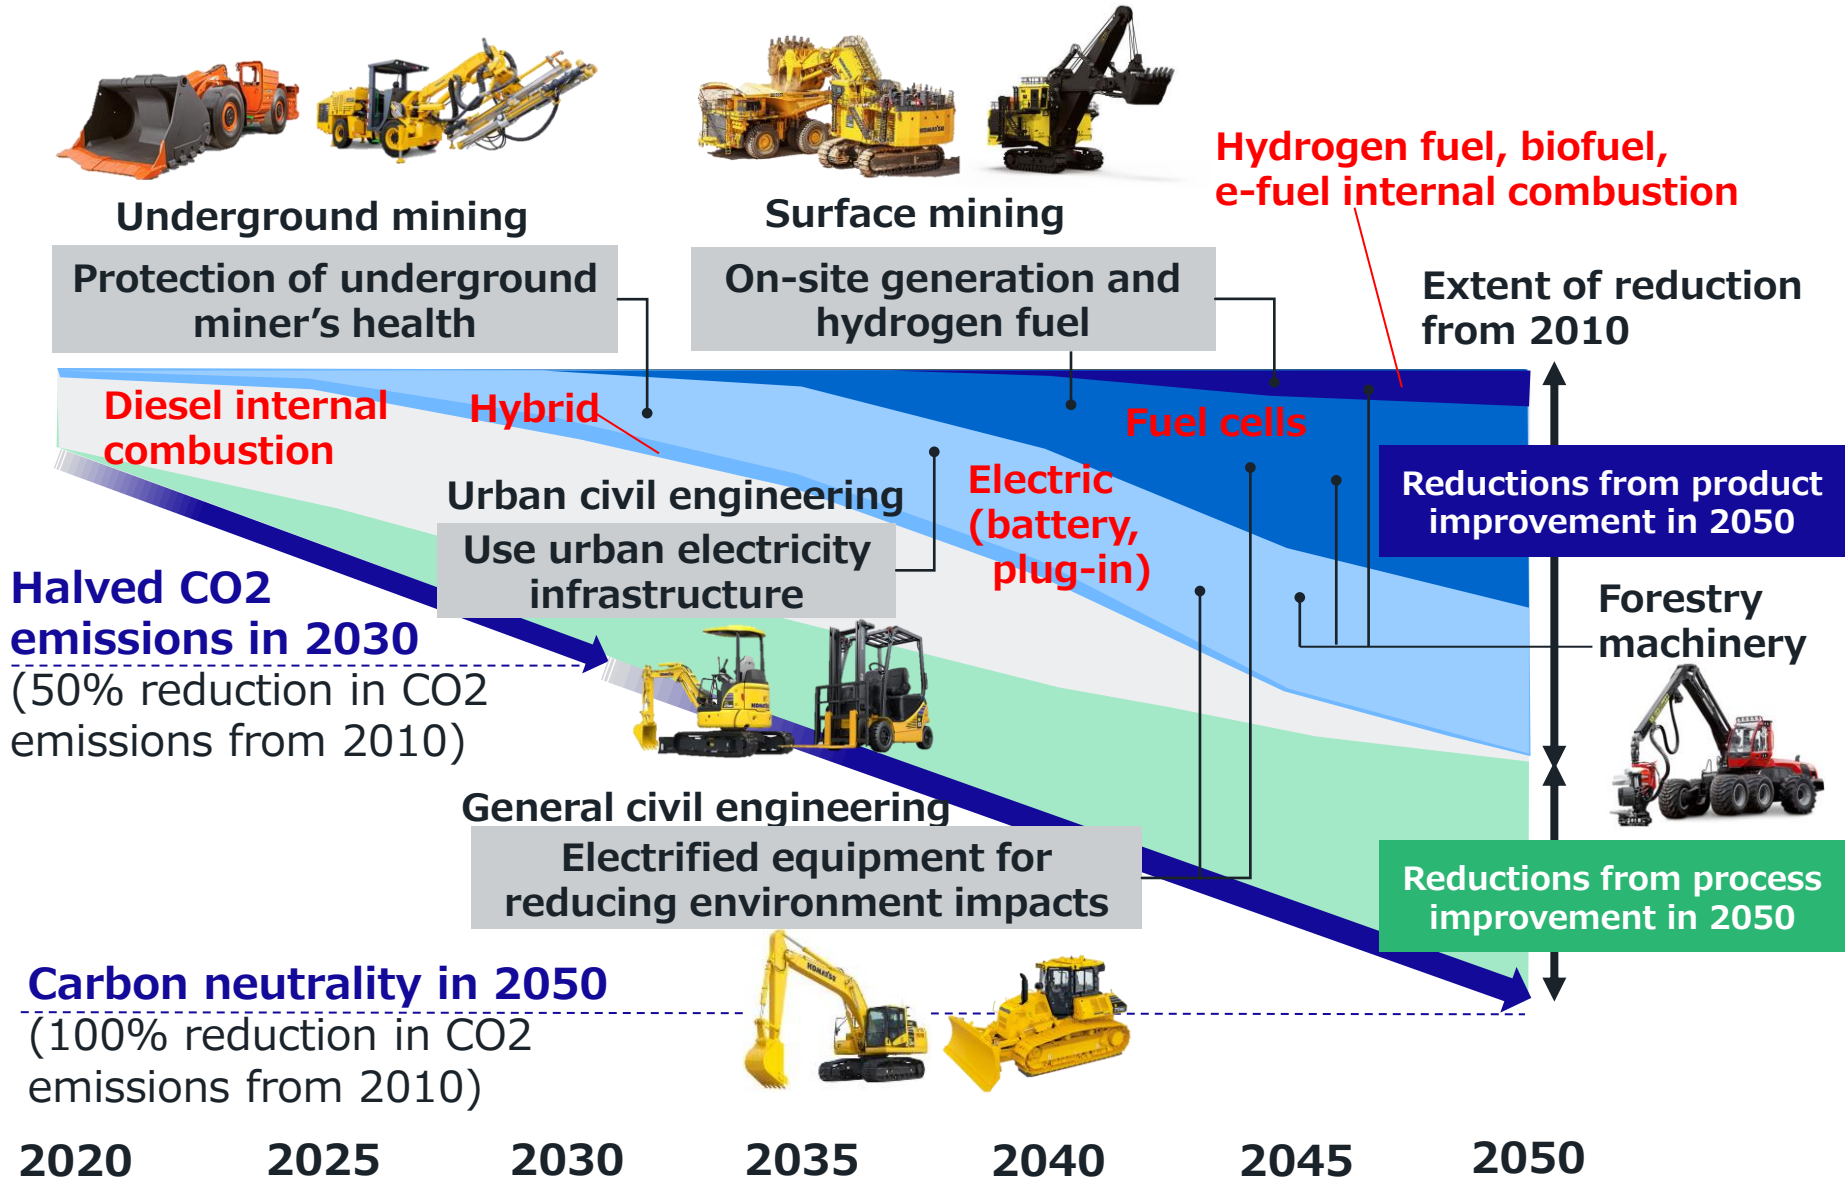 Underground mining
Protection of underground
miner’s health
Surface mining
On-site generation and
hydrogen fuel
Hydrogen fuel, biofuel,
e-fuel internal combustion
Extent of reduction
from 2010
Diesel internal
combustion
Hybrid
Fuel cells
Electric
(battery,
plug-in)
Urban civil engineering
Use urban electricity
infrastructure
Reductions from product
improvement in 2050
Halved CO2
emissions in 2030
(50% reduction in CO2
emissions from 2010)
Forestry
machinery
General civil engineering
Electrified equipment for
reducing environment impacts
Reductions from process
improvement in 2050
Carbon neutrality in 2050
(100% reduction in CO2
emissions from 2010)
KOMATSU
KOMATSU
KOMATSU
2020 2025 2030 2035 2040 2045 2050